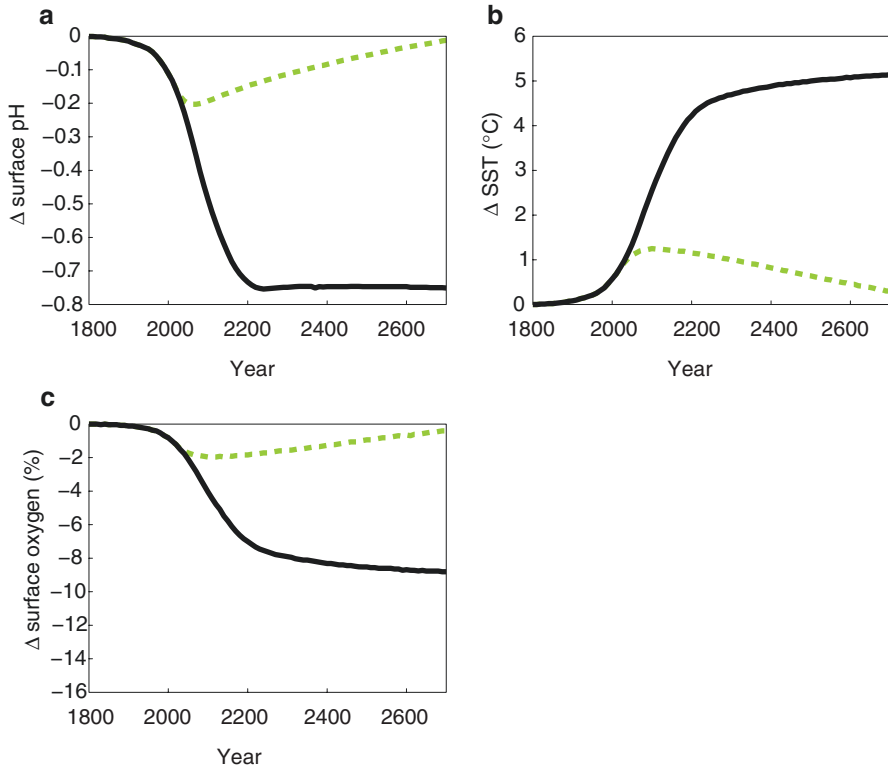 a
0
−0.1
−0.2
−0.3
−0.4
−0.5
−0.6
−0.7
−0.8
Δ surface pH
1800 2000 2200 2400 2600
Year
b
6
5
4
3
2
1
0
Δ SST (°C)
1800 2000 2200 2400 2600
Year
c
0
−2
−4
−6
−8
−10
−12
−14
−16
Δ surface oxygen (%)
1800 2000 2200 2400 2600
Year